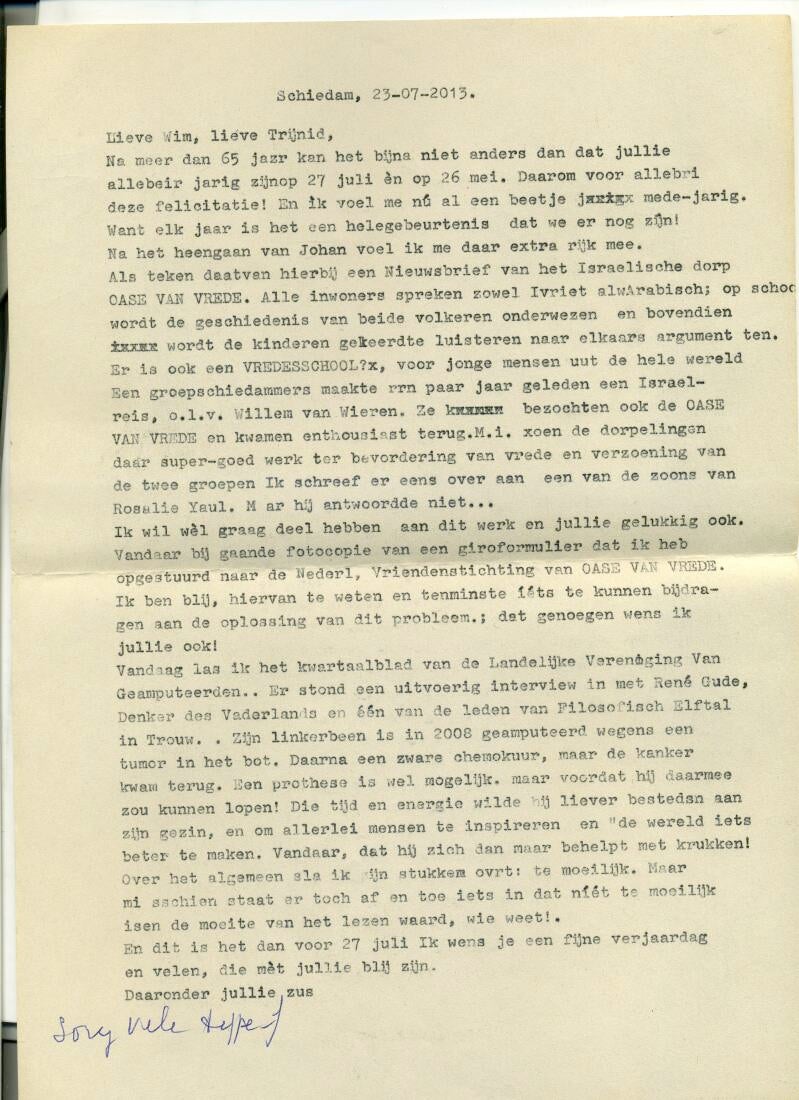 Schiedam, 23-07-2013.
Lieve Wim, lieve Trijnid,
Na meer dan 65 jazr kan het bijna niet anders dan dat jullie
allebeir jarig zijnop 27 juli èn op 26 mei. Daarom voor allebri
deze felicitatie! En ik voel me nú al een beetje jxxixx mede-jarig.
Want elk jaar is het een helegebeurtenis dat we er nog zijn!
Na het heengaan van Johan voel ik me daar extra rijk mee.
Als teken daatvan hierbij een Nieuwsbrief van het Israelische dorp
OASE VAN VREDE. Alle inwoners spreken zowel Ivriet alwArabisch; op schoo
wordt de geschiedenis van beide volkeren onderwezen en bovendien
ixxxxx wordt de kinderen gekeerdte luisteren naar elkaars argument ten.
Er is ook een VREDESSCHOOL?x, voor jonge mensen uut de hele wereld
Een groepschiedammers maakte rrn paar jaar geleden een Israel-
reis, o.l.v. Willem van Wieren. Ze kxxxxx bezochten ook de OASE
VAN VREDE en kwamen enthousiast terug.M.i. xoen de dorpelingen
daar super-goed werk ter bevordering van vrede en verzoening van
de twee groepen Ik schreef er eens over aan een van de zoons van
Rosalie Yaul. M ar hij antwoordde niet...
Ik wil wèl graag deel hebben aan dit werk en jullie gelukkig ook.
Vandaar bij gaande fotocopie van een giroformulier dat ik heb
opgestuurd naar de Nederl, Vriendenstichting van OASE VAN VREDE.
Ik ben blij, hiervan te weten en tenminste íéts te kunnen bijdra-
gen aan de oplossing van dit probleem.; dat genoegen wens ik
jullie ook!
Vandaag las ik het kwartaalblad van de Landelijke Vereniging Van
Geamputeerden.. Er stond een uitvoerig interview in met René Gude,
Denker des Vaderlands en één van de leden van Filosofisch Elftal
in Trouw. . Zijn linkerbeen is in 2008 geamputeerd wegens een
tumor in het bot. Daarna een zware chemokuur, maar de kanker
kwam terug. Een prothese is wel mogelijk. maar voordat hij daarmee
zou kunnen lopen! Die tijd en energie wilde hij liever bestedsn aan
zijn gezin, en om allerlei mensen te inspireren en "de wereld iets
beter te maken. Vandaar, dat hij zich dan maar behelpt met krukken!
Over het algemeen sla ik zijn stukkem ovrt: te moeilijk. Maar
mi sschien staat er toch af en toe iets in dat níét te moeilijk
isen de moeite van het lezen waard, wie weet!.
En dit is het dan voor 27 juli Ik wens je een fijne verjaardag
en velen, die mèt jullie blij zijn.
Daaronder jullie zus